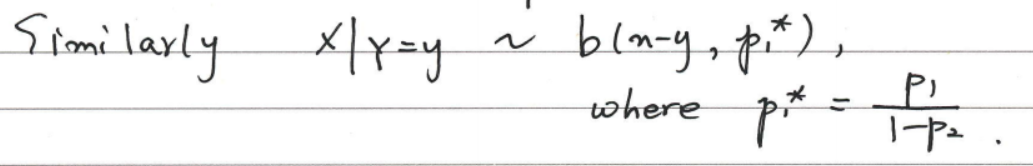 Similarly X|Y=y ~ b(n-y, p₁*),
where p₁* = p₁/(1-p₂).